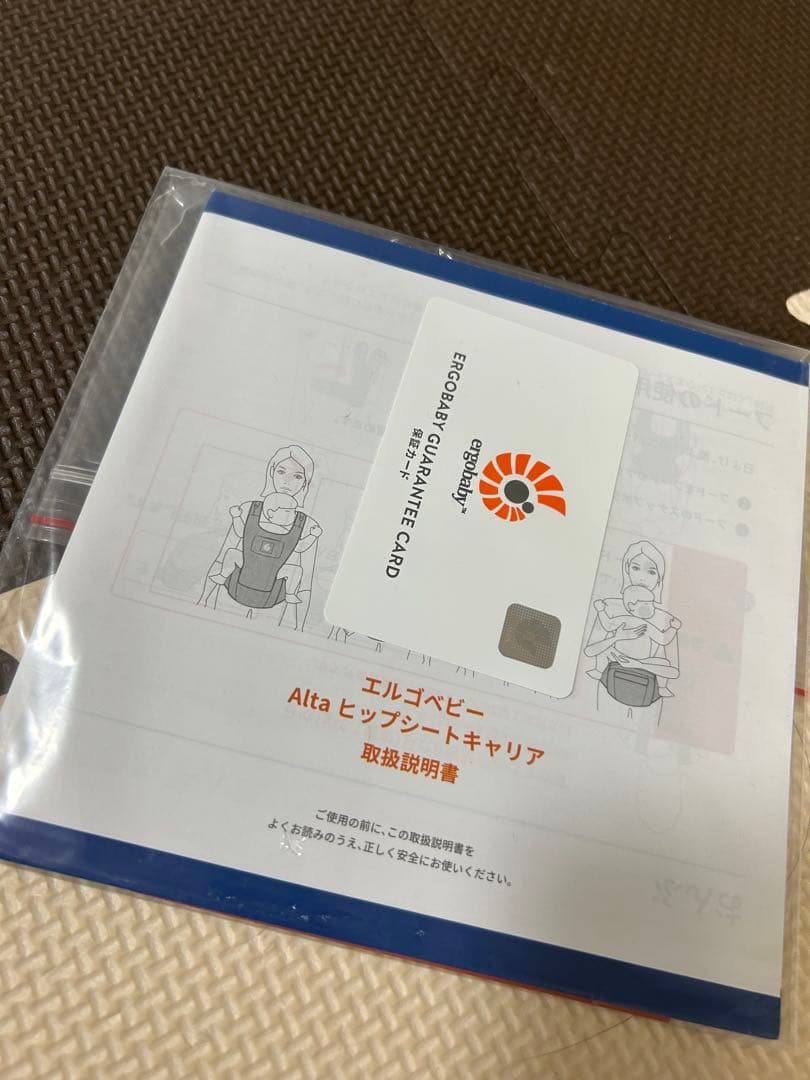 ergobaby™
ERGOBABY GUARANTEE CARD
保証カード
エルゴベビー
Alta ヒップシートキャリア
取扱説明書
ご使用の前に、この取扱説明書を
よくお読みのうえ、正しく安全にお使いください。